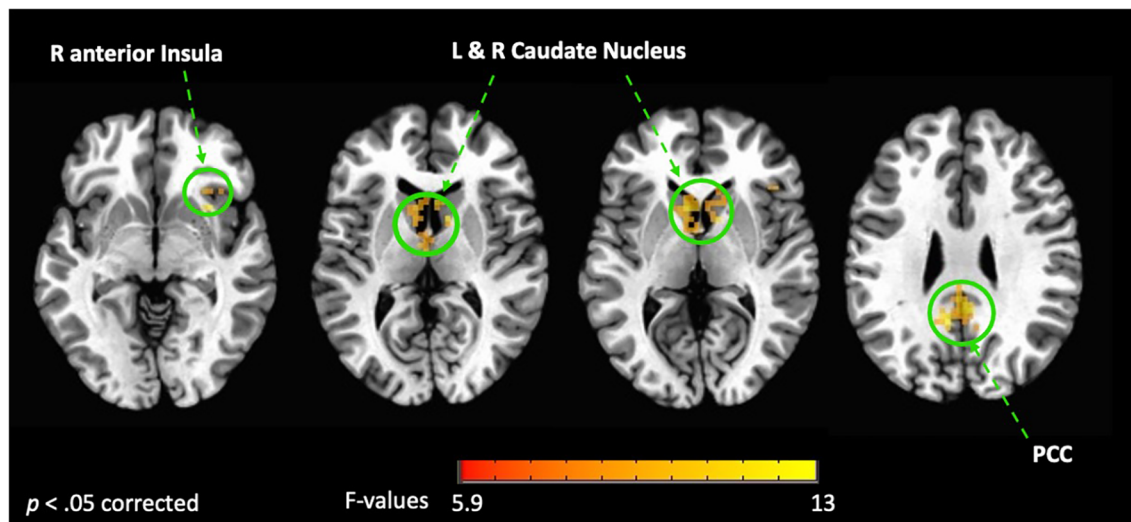 R anterior Insula
L & R Caudate Nucleus
PCC
p < .05 corrected
F-values
5.9
13